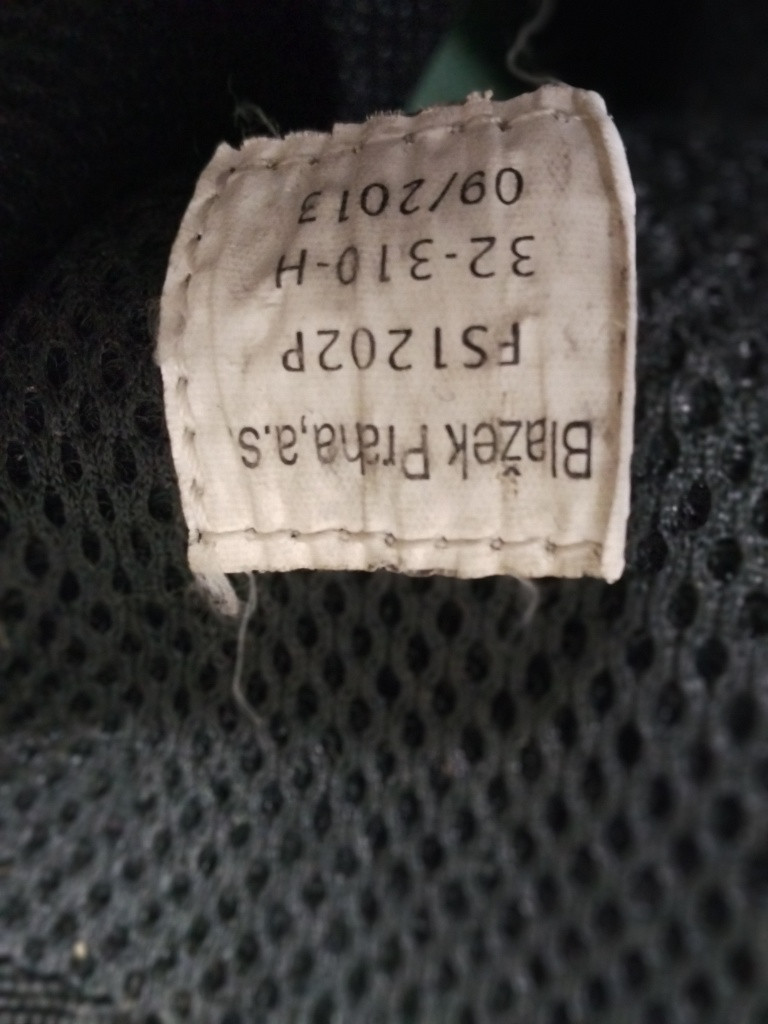 Blažek Praha,a.s.
FS1202P
32-310-H
09/2013